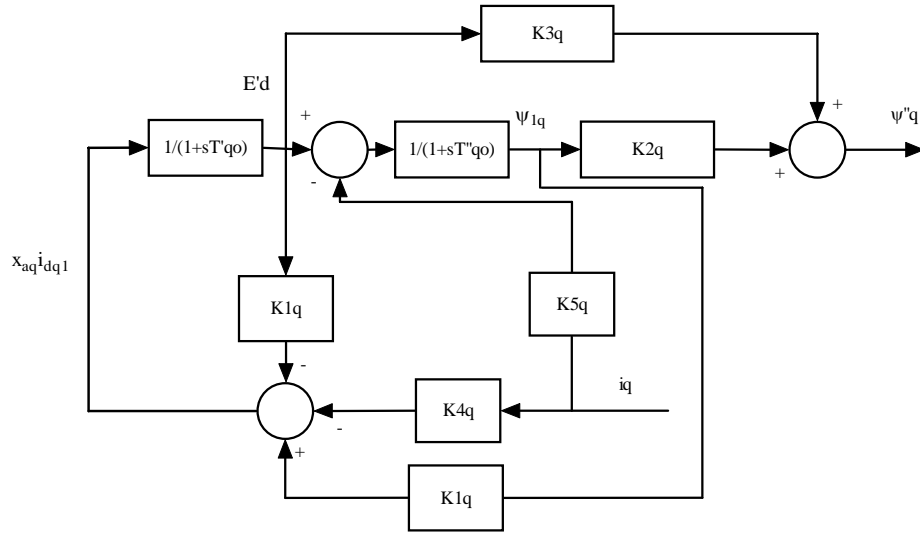 K3q
E'd
+
ψ1q
+
ψ''q
1/(1+sT'qo)
1/(1+sT''qo)
K2q
-
+
xaqidq1
K1q
K5q
-
iq
K4q
-
+
K1q